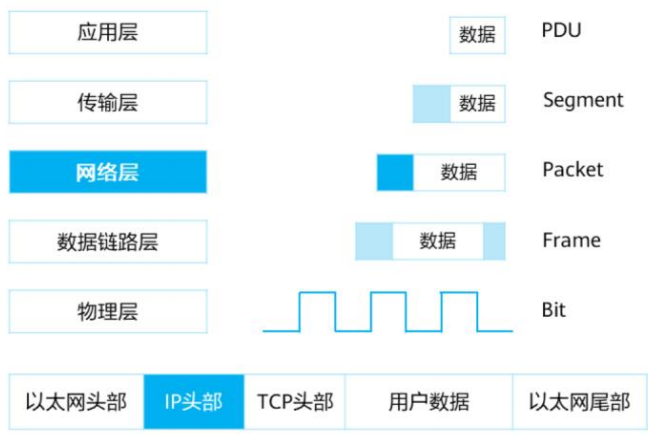 应用层 数据 PDU
传输层 数据 Segment
网络层 数据 Packet
数据链路层 数据 Frame
物理层 Bit
以太网头部 IP头部 TCP头部 用户数据 以太网尾部